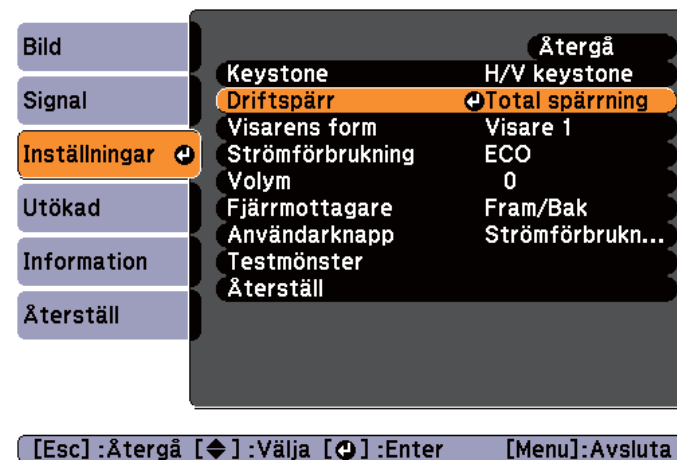 Bild
Signal
Inställningar
Utökad
Information
Återställ
Återgå
Keystone H/V keystone
Driftspärr Total spärrning
Visarens form Visare 1
Strömförbrukning ECO
Volym 0
Fjärrmottagare Fram/Bak
Användarknapp Strömförbrukn...
Testmönster
Återställ
[Esc] :Återgå [◆] :Välja [⏎] :Enter [Menu]:Avsluta